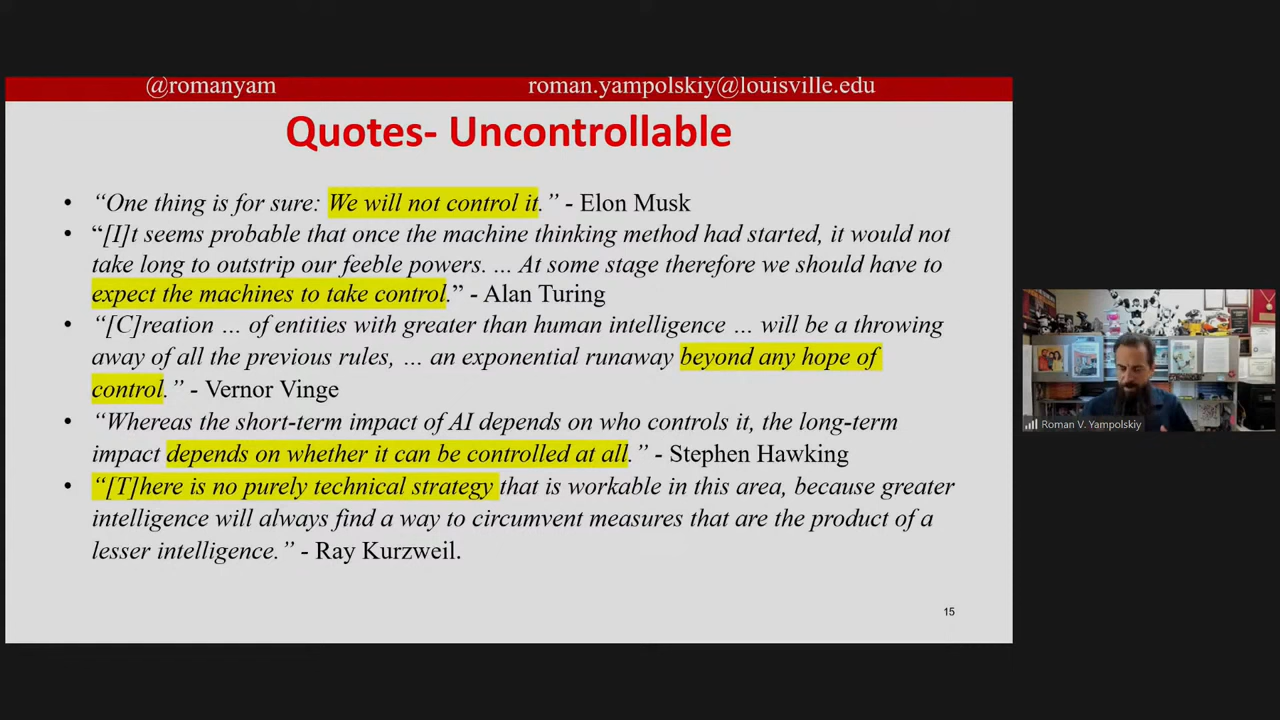 @romanyam roman.yampolskiy@louisville.edu
Quotes- Uncontrollable
• “One thing is for sure: We will not control it.” - Elon Musk
• “[I]t seems probable that once the machine thinking method had started, it would not
take long to outstrip our feeble powers. … At some stage therefore we should have to
expect the machines to take control.” - Alan Turing
• “[C]reation … of entities with greater than human intelligence … will be a throwing
away of all the previous rules, … an exponential runaway beyond any hope of
control.” - Vernor Vinge
• “Whereas the short-term impact of AI depends on who controls it, the long-term
impact depends on whether it can be controlled at all.” - Stephen Hawking
• “[T]here is no purely technical strategy that is workable in this area, because greater
intelligence will always find a way to circumvent measures that are the product of a
lesser intelligence.” - Ray Kurzweil.
15
Roman V. Yampolskiy